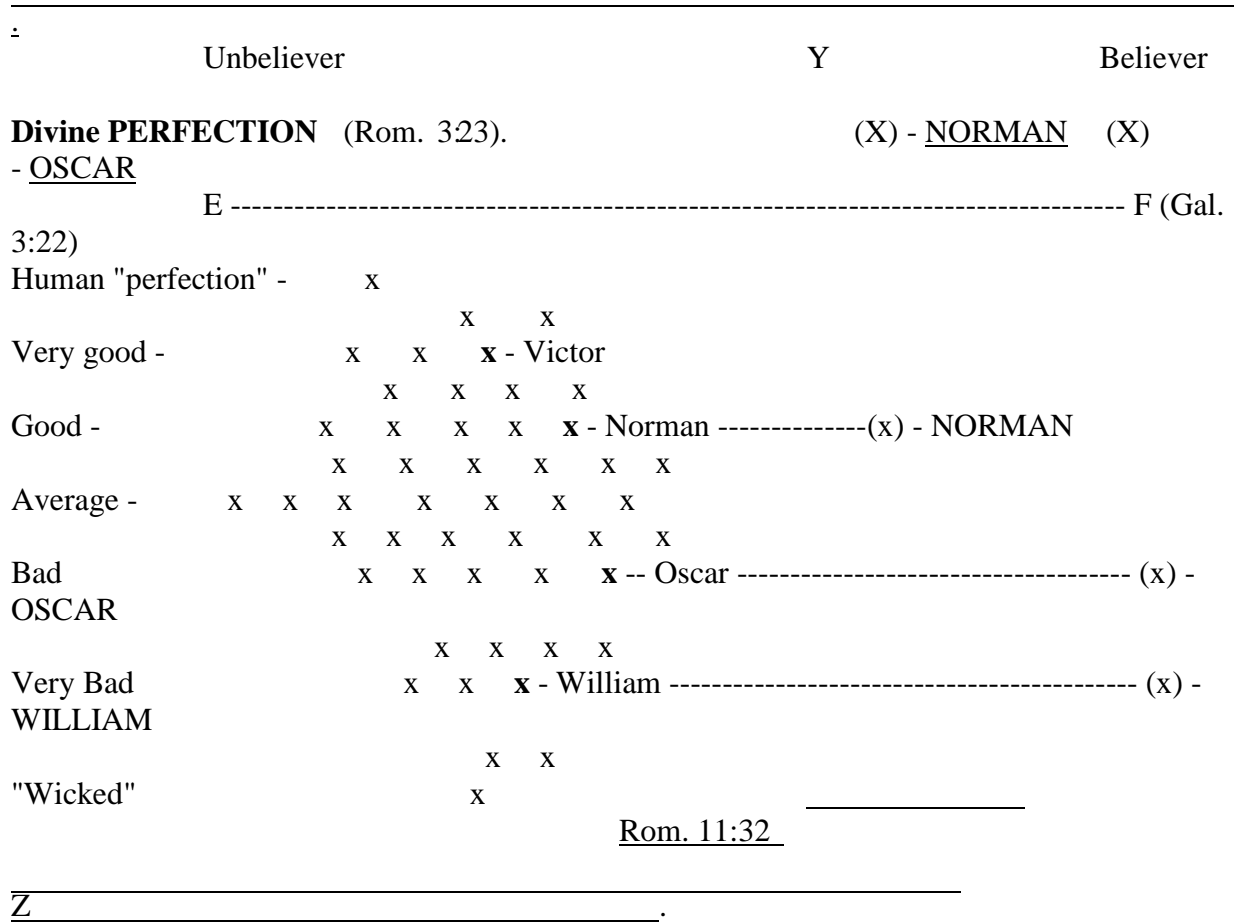 .
Unbeliever Y Believer
Divine PERFECTION (Rom. 3:23). (X) - NORMAN (X)
- OSCAR
E ------------------------------------------------------------------------------------ F (Gal.
3:22)
Human "perfection" - x
x x
Very good - x x x - Victor
x x x x
Good - x x x x x - Norman --------------(x) - NORMAN
x x x x x x
Average - x x x x x x x
x x x x x x
Bad x x x x x -- Oscar ------------------------------------- (x) -
OSCAR
x x x x
Very Bad x x x - William -------------------------------------------- (x) -
WILLIAM
x x
"Wicked" x
Rom. 11:32
Z .